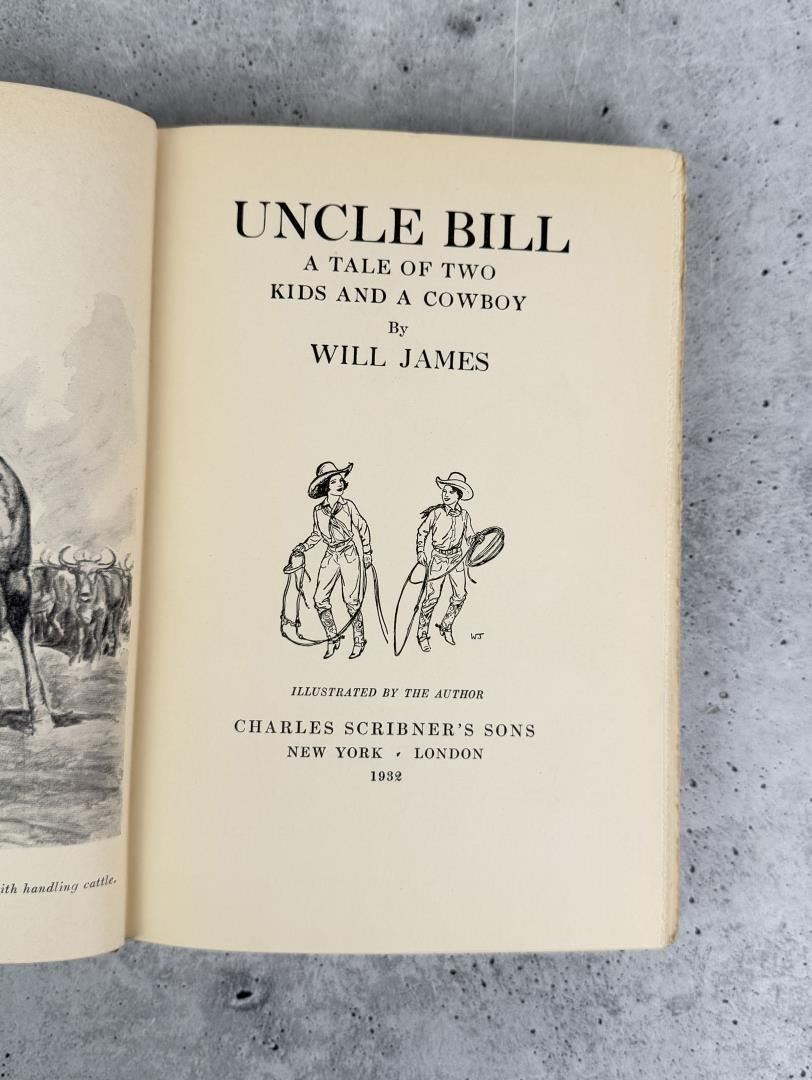 UNCLE BILL
A TALE OF TWO
KIDS AND A COWBOY
By
WILL JAMES
WJ
ILLUSTRATED BY THE AUTHOR
CHARLES SCRIBNER'S SONS
NEW YORK · LONDON
1932
handling cattle.